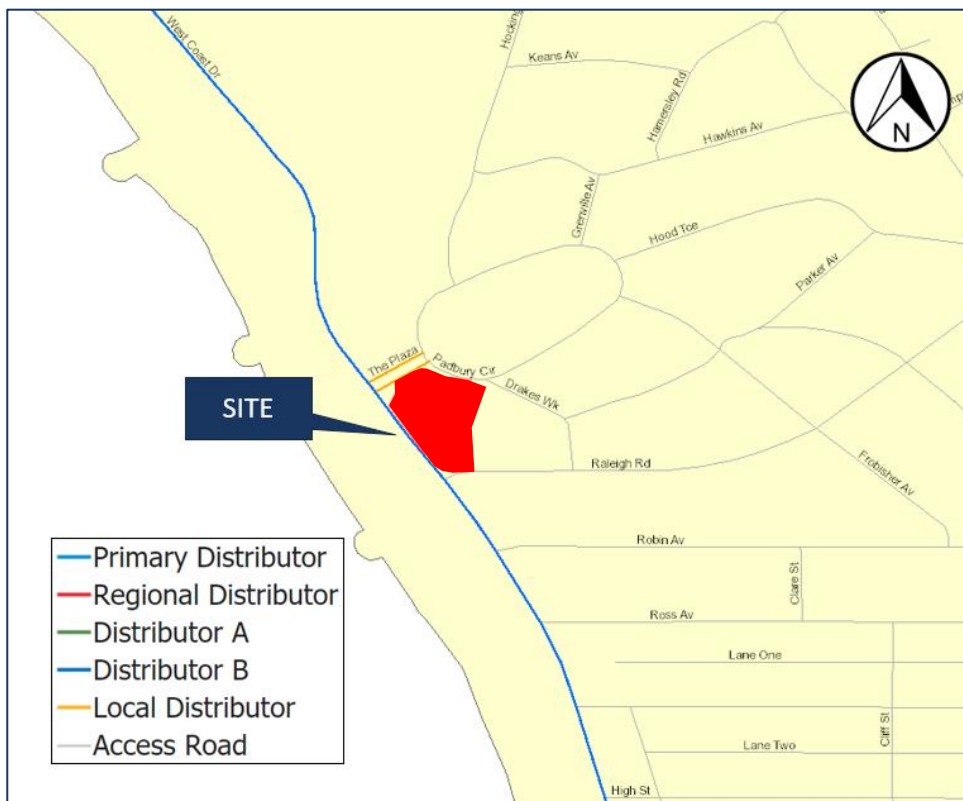 West Coast Dr
Hocking
Keans Av
Hamersley Rd
Hawkins Av
N
Grenville Av
Hood Tce
Parker Av
The Plaza
Padbury Cir
Drakes Wk
SITE
Raleigh Rd
Frobisher Av
Robin Av
Clare St
Ross Av
Lane One
Cliff St
Lane Two
High St
Primary Distributor
Regional Distributor
Distributor A
Distributor B
Local Distributor
Access Road